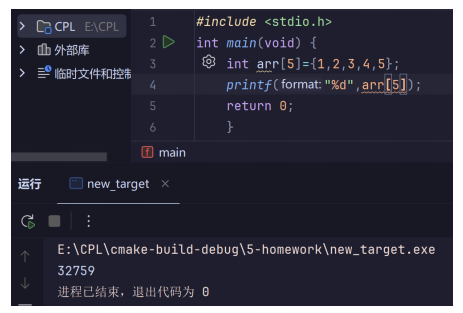 CPL E:\CPL
外部库
临时文件和控制
1 #include <stdio.h>
2 int main(void) {
3 int arr[5]={1,2,3,4,5};
4 printf(format:"%d",arr[5]);
5 return 0;
6 }
f main
运行 new_target ×
E:\CPL\cmake-build-debug\5-homework\new_target.exe
32759
进程已结束，退出代码为 0